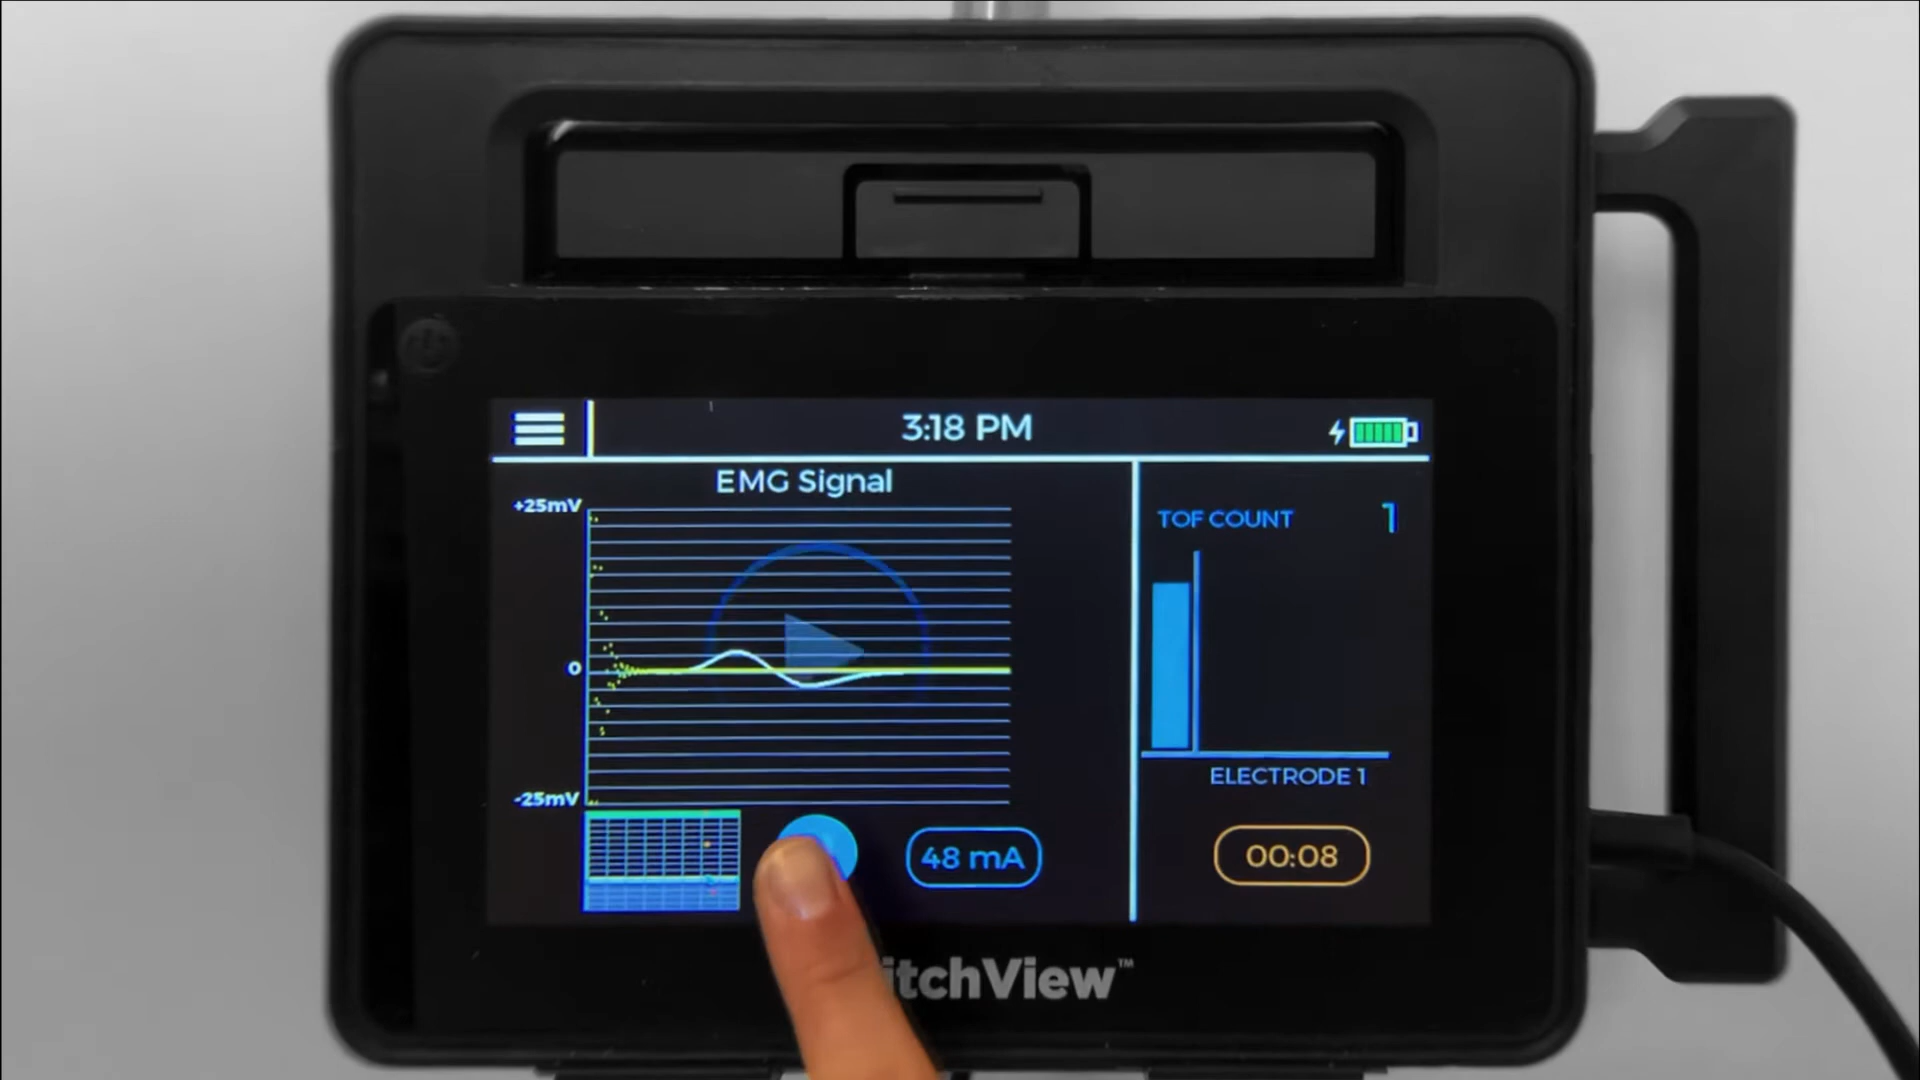 3:18 PM
EMG Signal
+25mV
0
-25mV
48 mA
TOF COUNT 1
ELECTRODE 1
00:08
itchView™